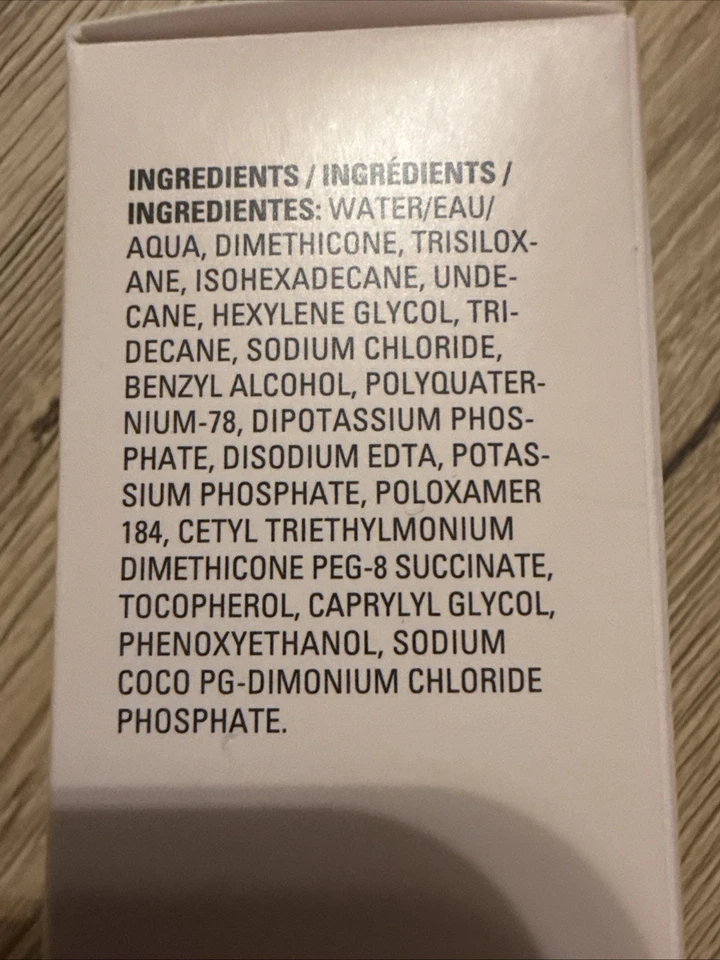 INGREDIENTS / INGRÉDIENTS /
INGREDIENTES: WATER/EAU/
AQUA, DIMETHICONE, TRISILOX-
ANE, ISOHEXADECANE, UNDE-
CANE, HEXYLENE GLYCOL, TRI-
DECANE, SODIUM CHLORIDE,
BENZYL ALCOHOL, POLYQUATER-
NIUM-78, DIPOTASSIUM PHOS-
PHATE, DISODIUM EDTA, POTAS-
SIUM PHOSPHATE, POLOXAMER
184, CETYL TRIETHYLMONIUM
DIMETHICONE PEG-8 SUCCINATE,
TOCOPHEROL, CAPRYLYL GLYCOL,
PHENOXYETHANOL, SODIUM
COCO PG-DIMONIUM CHLORIDE
PHOSPHATE.